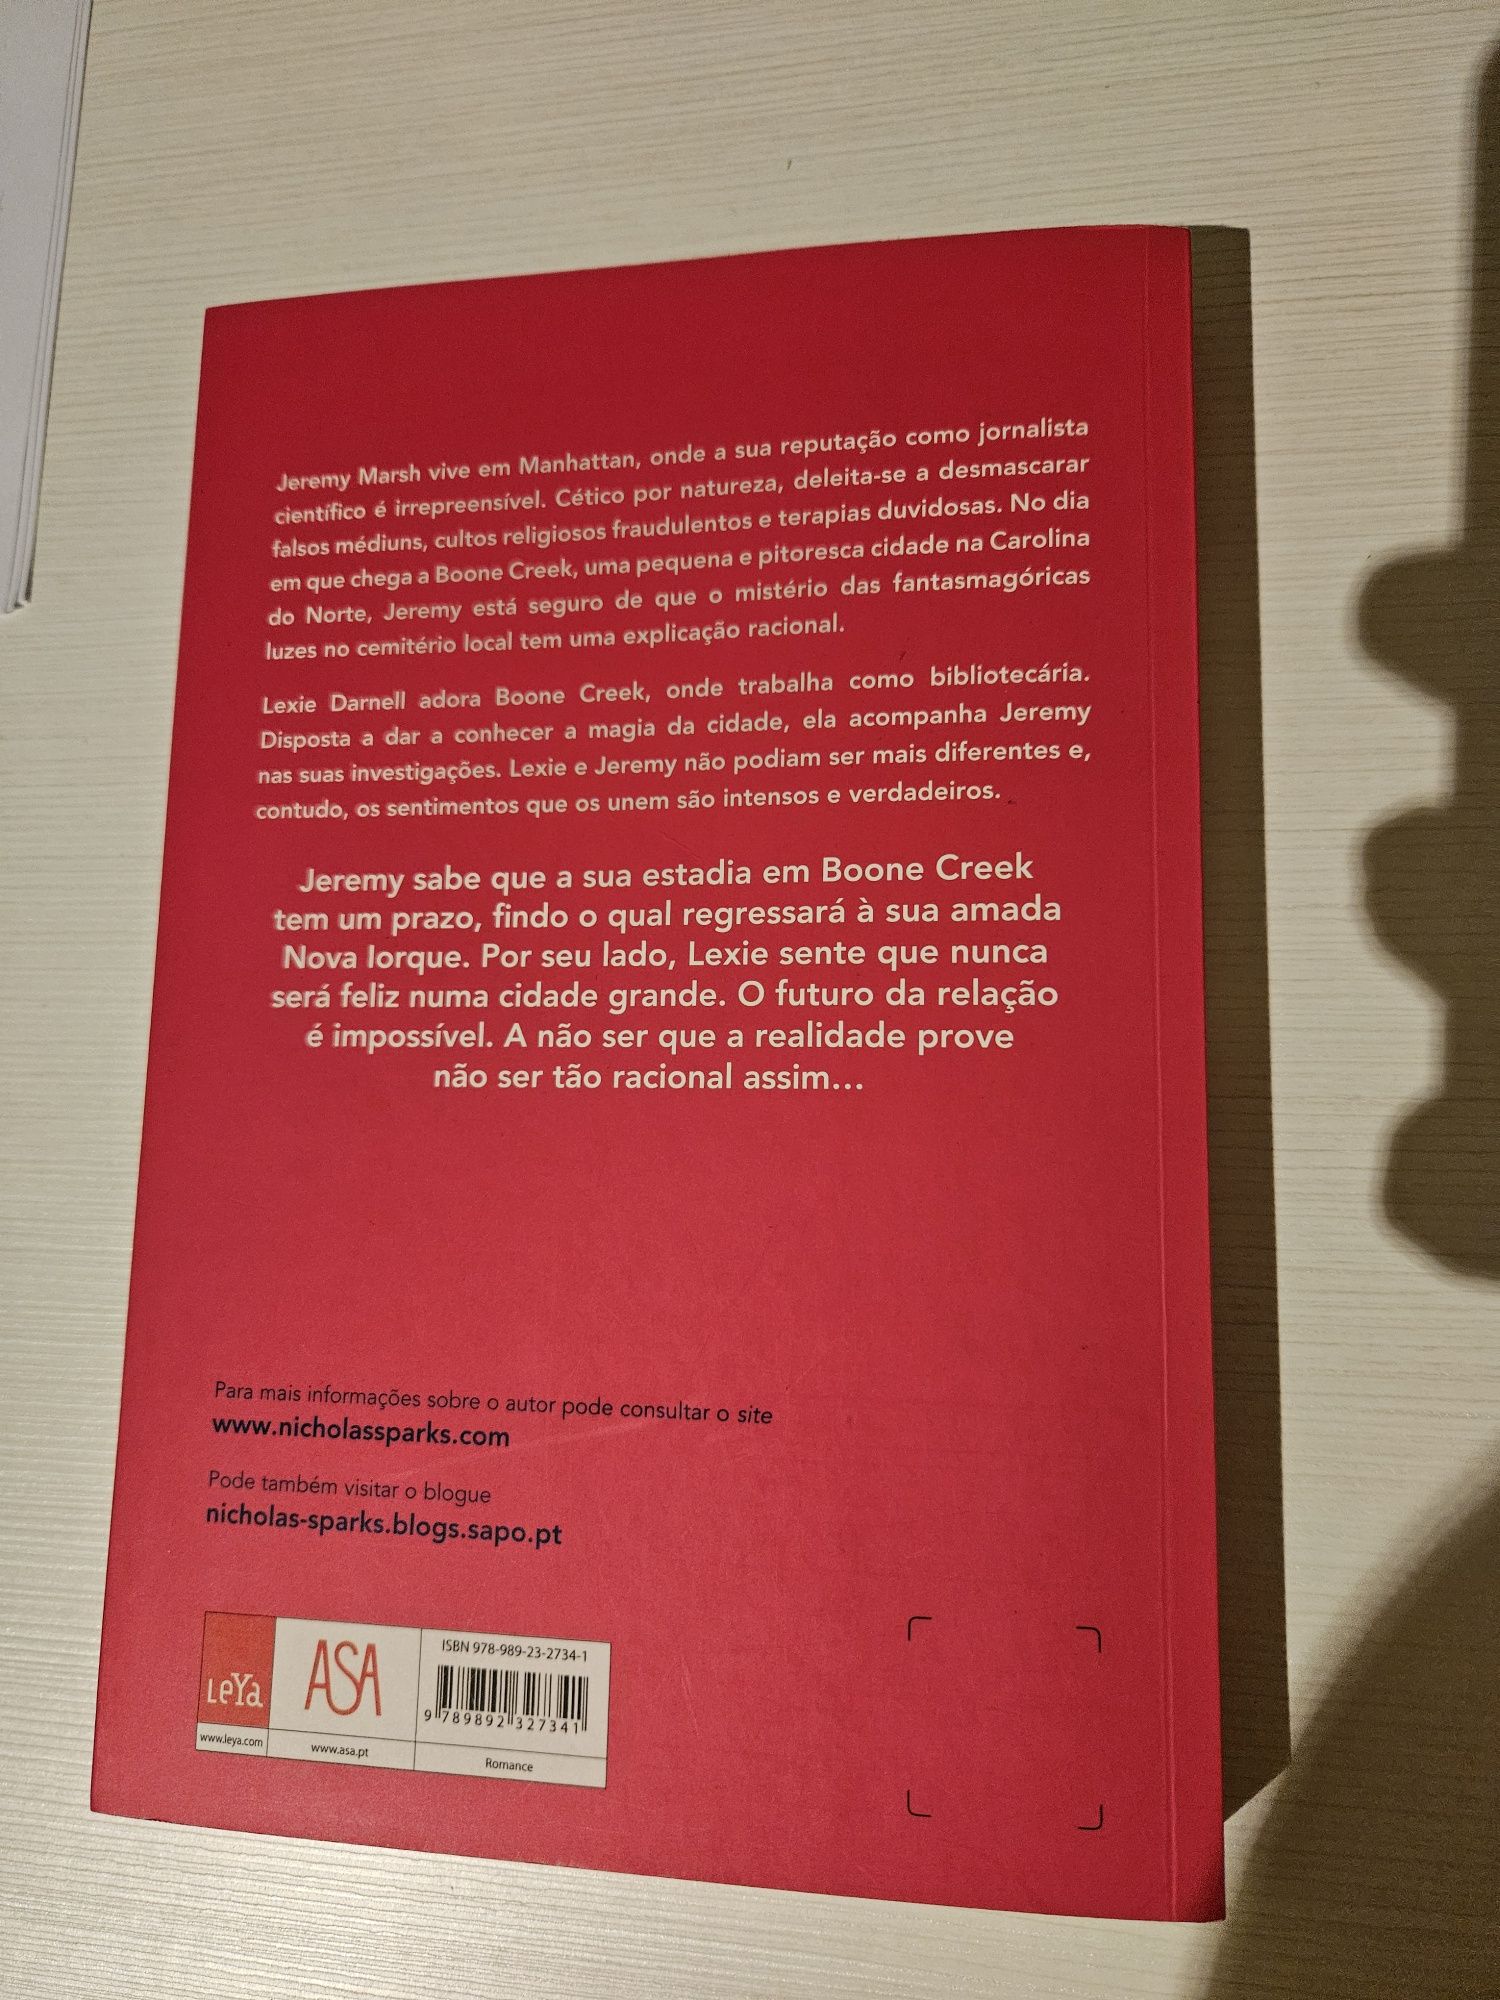 Jeremy Marsh vive em Manhattan, onde a sua reputação como jornalista
científico é irrepreensível. Cético por natureza, deleita-se a desmascarar
falsos médiuns, cultos religiosos fraudulentos e terapias duvidosas. No dia
em que chega a Boone Creek, uma pequena e pitoresca cidade na Carolina
do Norte, Jeremy está seguro de que o mistério das fantasmagóricas
luzes no cemitério local tem uma explicação racional.
Lexie Darnell adora Boone Creek, onde trabalha como bibliotecária.
Disposta a dar a conhecer a magia da cidade, ela acompanha Jeremy
nas suas investigações. Lexie e Jeremy não podiam ser mais diferentes e,
contudo, os sentimentos que os unem são intensos e verdadeiros.
Jeremy sabe que a sua estadia em Boone Creek
tem um prazo, findo o qual regressará à sua amada
Nova Iorque. Por seu lado, Lexie sente que nunca
será feliz numa cidade grande. O futuro da relação
é impossível. A não ser que a realidade prove
não ser tão racional assim...
Para mais informações sobre o autor pode consultar o site
www.nicholassparks.com
Pode também visitar o blogue
nicholas-sparks.blogs.sapo.pt
LeYa
www.leya.com
ASA
www.asa.pt
ISBN 978-989-23-2734-1
9 789892 327341
Romance